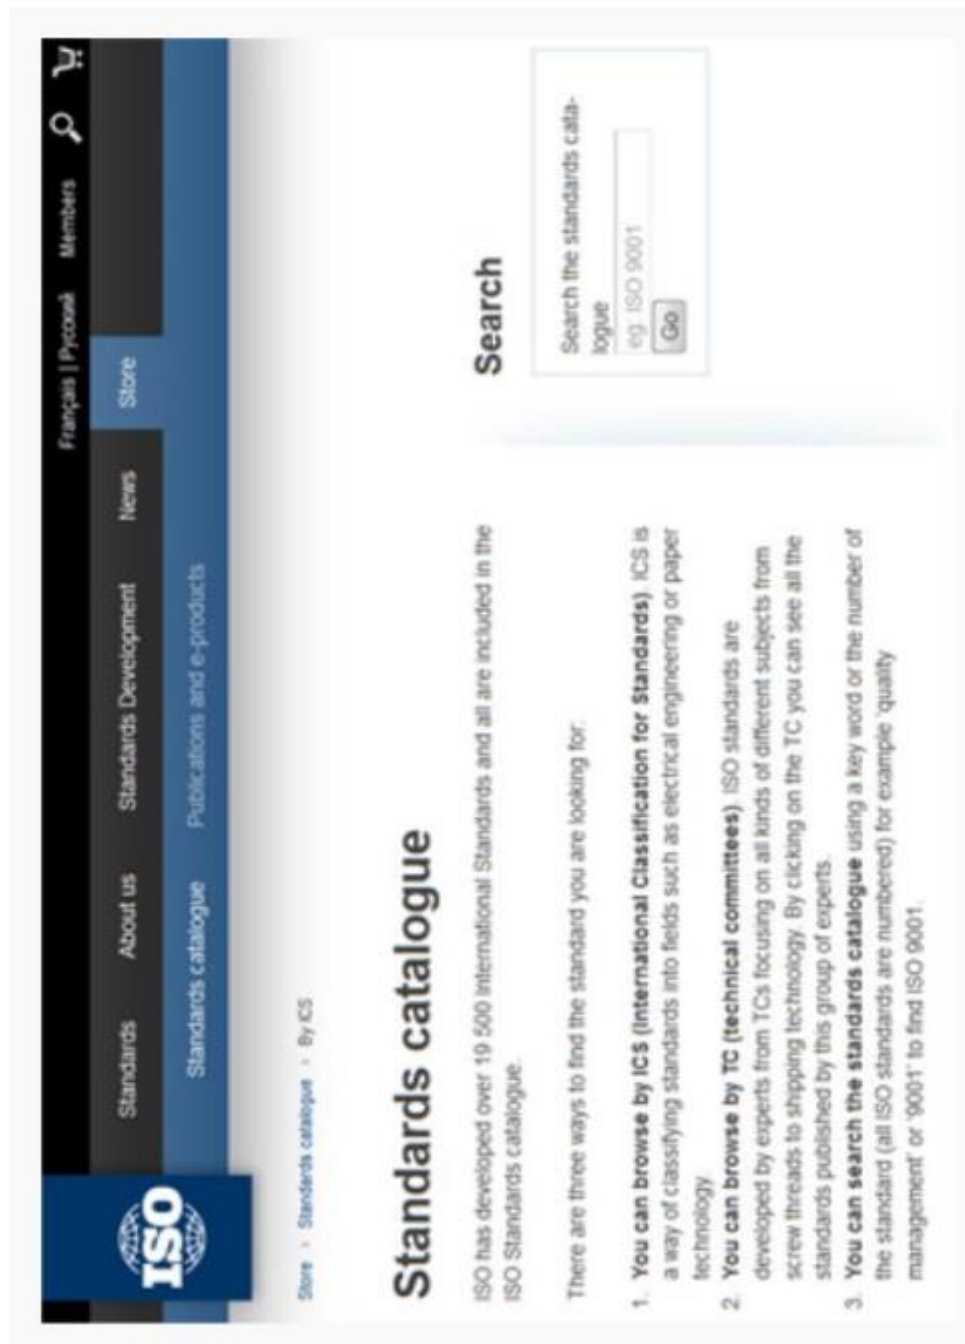 Français | Русский Members
ISO
Standards About us Standards Development News Store
Standards catalogue Publications and e-products
Store › Standards catalogue › By ICS
Standards catalogue
ISO has developed over 19 500 International Standards and all are included in the
ISO Standards catalogue.
There are three ways to find the standard you are looking for:
1. You can browse by ICS (International Classification for Standards). ICS is
a way of classifying standards into fields such as electrical engineering or paper
technology.
2. You can browse by TC (technical committees). ISO standards are
developed by experts from TCs focusing on all kinds of different subjects from
screw threads to shipping technology. By clicking on the TC you can see all the
standards published by this group of experts.
3. You can search the standards catalogue using a key word or the number of
the standard (all ISO standards are numbered) for example 'quality
management' or '9001' to find ISO 9001.
Search
Search the standards cata-
logue
eg. ISO 9001
Go